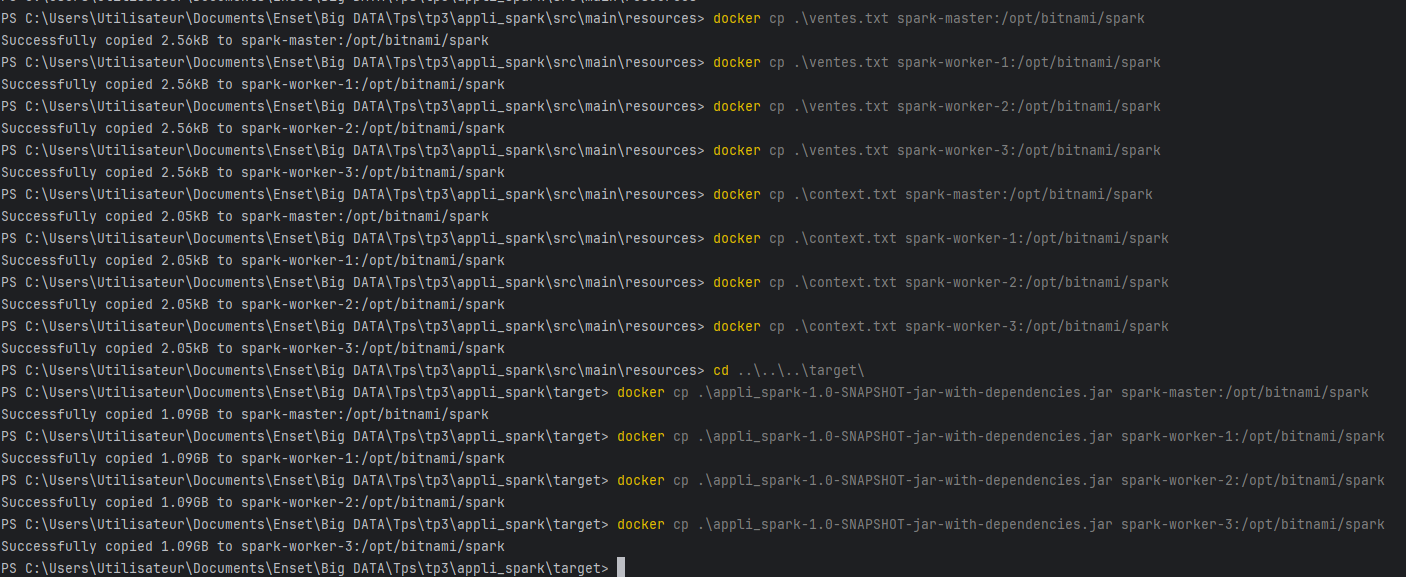 PS C:\Users\Utilisateur\Documents\Enset\Big DATA\Tps\tp3\appli_spark\src\main\resources> docker cp .\ventes.txt spark-master:/opt/bitnami/spark
Successfully copied 2.56kB to spark-master:/opt/bitnami/spark
PS C:\Users\Utilisateur\Documents\Enset\Big DATA\Tps\tp3\appli_spark\src\main\resources> docker cp .\ventes.txt spark-worker-1:/opt/bitnami/spark
Successfully copied 2.56kB to spark-worker-1:/opt/bitnami/spark
PS C:\Users\Utilisateur\Documents\Enset\Big DATA\Tps\tp3\appli_spark\src\main\resources> docker cp .\ventes.txt spark-worker-2:/opt/bitnami/spark
Successfully copied 2.56kB to spark-worker-2:/opt/bitnami/spark
PS C:\Users\Utilisateur\Documents\Enset\Big DATA\Tps\tp3\appli_spark\src\main\resources> docker cp .\ventes.txt spark-worker-3:/opt/bitnami/spark
Successfully copied 2.56kB to spark-worker-3:/opt/bitnami/spark
PS C:\Users\Utilisateur\Documents\Enset\Big DATA\Tps\tp3\appli_spark\src\main\resources> docker cp .\context.txt spark-master:/opt/bitnami/spark
Successfully copied 2.05kB to spark-master:/opt/bitnami/spark
PS C:\Users\Utilisateur\Documents\Enset\Big DATA\Tps\tp3\appli_spark\src\main\resources> docker cp .\context.txt spark-worker-1:/opt/bitnami/spark
Successfully copied 2.05kB to spark-worker-1:/opt/bitnami/spark
PS C:\Users\Utilisateur\Documents\Enset\Big DATA\Tps\tp3\appli_spark\src\main\resources> docker cp .\context.txt spark-worker-2:/opt/bitnami/spark
Successfully copied 2.05kB to spark-worker-2:/opt/bitnami/spark
PS C:\Users\Utilisateur\Documents\Enset\Big DATA\Tps\tp3\appli_spark\src\main\resources> docker cp .\context.txt spark-worker-3:/opt/bitnami/spark
Successfully copied 2.05kB to spark-worker-3:/opt/bitnami/spark
PS C:\Users\Utilisateur\Documents\Enset\Big DATA\Tps\tp3\appli_spark\src\main\resources> cd ..\..\..\target\
PS C:\Users\Utilisateur\Documents\Enset\Big DATA\Tps\tp3\appli_spark\target> docker cp .\appli_spark-1.0-SNAPSHOT-jar-with-dependencies.jar spark-master:/opt/bitnami/spark
Successfully copied 1.09GB to spark-master:/opt/bitnami/spark
PS C:\Users\Utilisateur\Documents\Enset\Big DATA\Tps\tp3\appli_spark\target> docker cp .\appli_spark-1.0-SNAPSHOT-jar-with-dependencies.jar spark-worker-1:/opt/bitnami/spark
Successfully copied 1.09GB to spark-worker-1:/opt/bitnami/spark
PS C:\Users\Utilisateur\Documents\Enset\Big DATA\Tps\tp3\appli_spark\target> docker cp .\appli_spark-1.0-SNAPSHOT-jar-with-dependencies.jar spark-worker-2:/opt/bitnami/spark
Successfully copied 1.09GB to spark-worker-2:/opt/bitnami/spark
PS C:\Users\Utilisateur\Documents\Enset\Big DATA\Tps\tp3\appli_spark\target> docker cp .\appli_spark-1.0-SNAPSHOT-jar-with-dependencies.jar spark-worker-3:/opt/bitnami/spark
Successfully copied 1.09GB to spark-worker-3:/opt/bitnami/spark
PS C:\Users\Utilisateur\Documents\Enset\Big DATA\Tps\tp3\appli_spark\target>